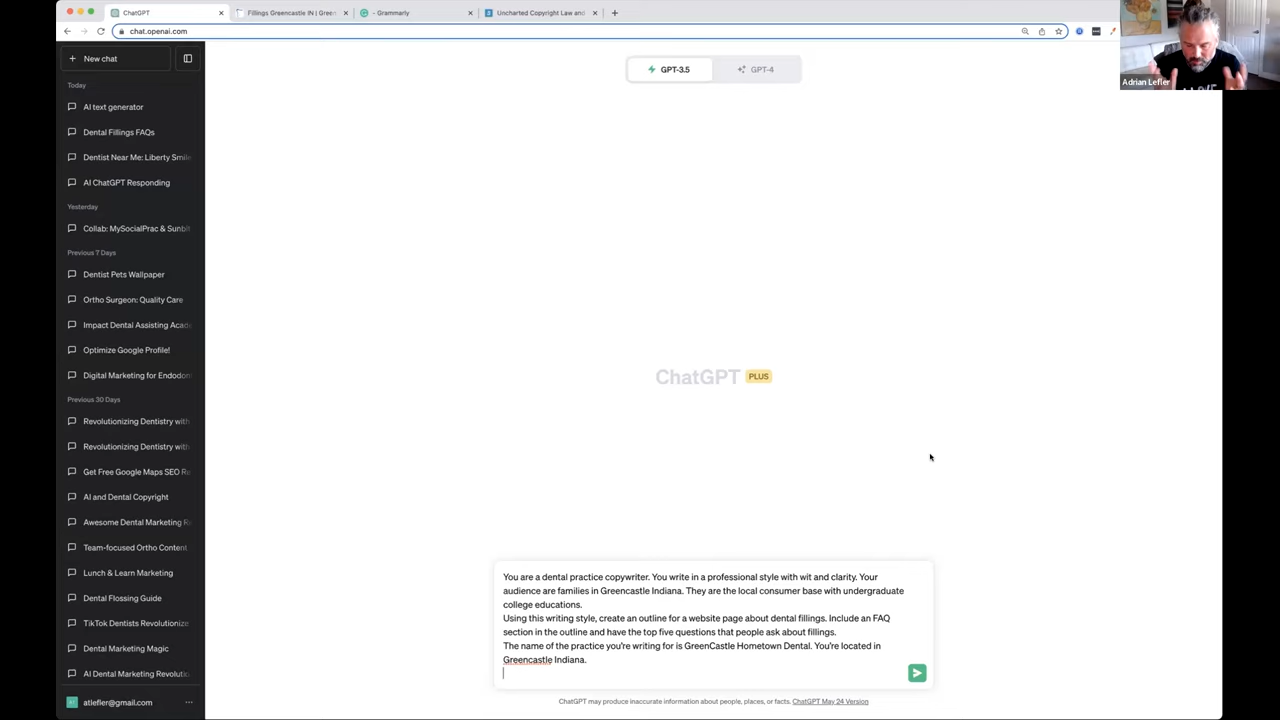 ChatGPT
Fillings Greencastle IN | Green
- Grammarly
Uncharted Copyright Law and
chat.openai.com
Adrian Lefler
New chat
GPT-3.5
GPT-4
Today
AI text generator
Dental Fillings FAQs
Dentist Near Me: Liberty Smile
AI ChatGPT Responding
Yesterday
Collab: MySocialPrac & Sunbit
Previous 7 Days
Dentist Pets Wallpaper
Ortho Surgeon: Quality Care
Impact Dental Assisting Acade
Optimize Google Profile!
Digital Marketing for Endodon
Previous 30 Days
Revolutionizing Dentistry with
Revolutionizing Dentistry with
Get Free Google Maps SEO Ra
AI and Dental Copyright
Awesome Dental Marketing Re
Team-focused Ortho Content
Lunch & Learn Marketing
Dental Flossing Guide
TikTok Dentists Revolutionize
Dental Marketing Magic
AI Dental Marketing Revolutio
atlefler@gmail.com
ChatGPT PLUS
You are a dental practice copywriter. You write in a professional style with wit and clarity. Your
audience are families in Greencastle Indiana. They are the local consumer base with undergraduate
college educations.
Using this writing style, create an outline for a website page about dental fillings. Include an FAQ
section in the outline and have the top five questions that people ask about fillings.
The name of the practice you're writing for is GreenCastle Hometown Dental. You're located in
Greencastle Indiana.
ChatGPT may produce inaccurate information about people, places, or facts. ChatGPT May 24 Version